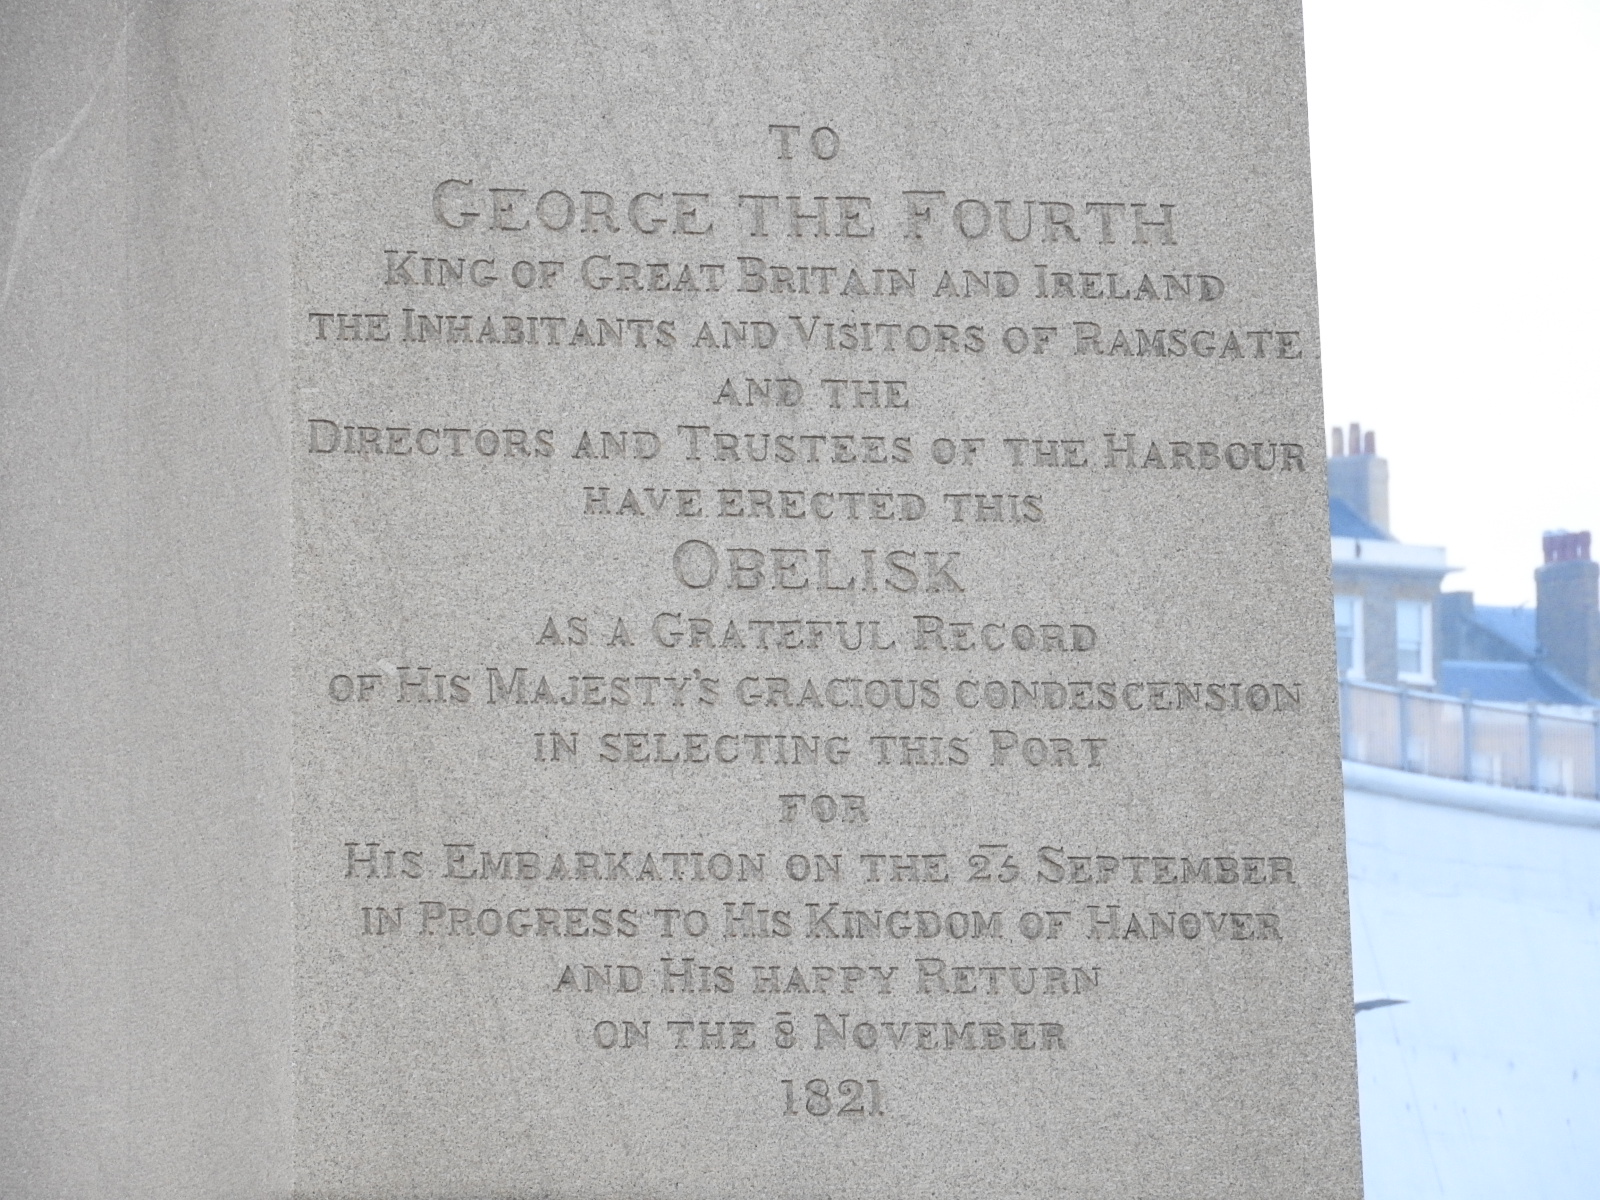 TO
GEORGE THE FOURTH
KING OF GREAT BRITAIN AND IRELAND
THE INHABITANTS AND VISITORS OF RAMSGATE
AND THE
DIRECTORS AND TRUSTEES OF THE HARBOUR
HAVE ERECTED THIS
OBELISK
AS A GRATEFUL RECORD
OF HIS MAJESTY'S GRACIOUS CONDESCENSION
IN SELECTING THIS PORT
FOR
HIS EMBARKATION ON THE 25 SEPTEMBER
IN PROGRESS TO HIS KINGDOM OF HANOVER
AND HIS HAPPY RETURN
ON THE 8 NOVEMBER
1821